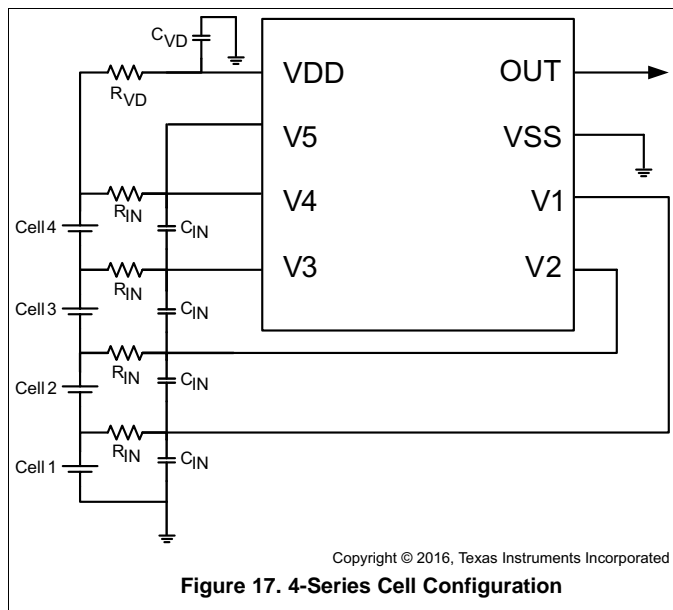 CVD
RVD
VDD
OUT
V5
VSS
RIN
V4
V1
Cell 4
CIN
RIN
V3
V2
Cell 3
CIN
RIN
Cell 2
CIN
RIN
Cell 1
CIN
Copyright © 2016, Texas Instruments Incorporated
Figure 17. 4-Series Cell Configuration